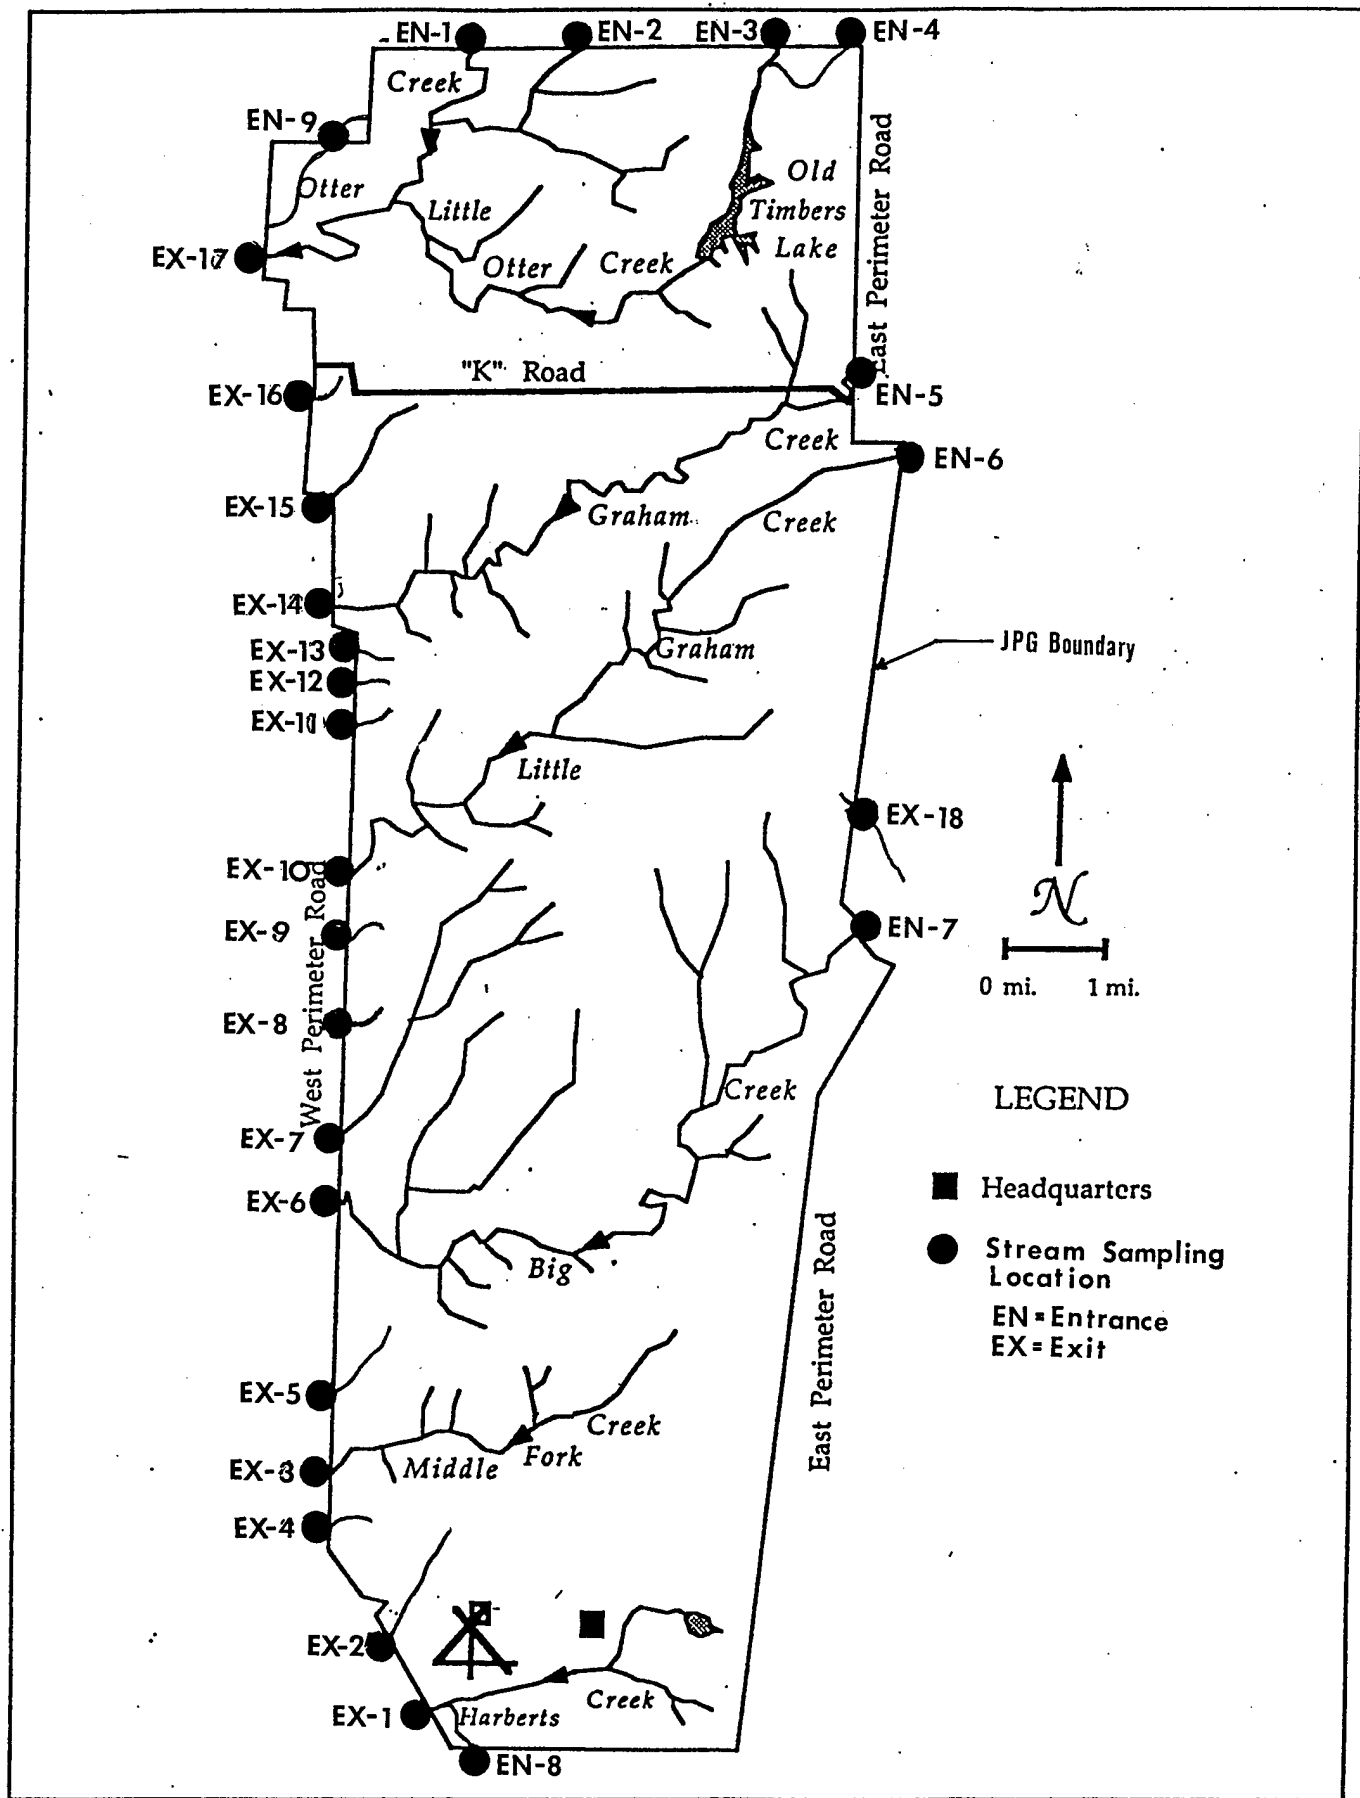 EN-1
EN-2
EN-3
EN-4
Creek
EN-9
Otter
Little
Old
Timbers
Lake
East Perimeter Road
EX-17
Otter
Creek
"K" Road
EX-16
EN-5
Creek
EN-6
EX-15
Graham
Creek
EX-14
EX-13
Graham
JPG Boundary
EX-12
EX-11
Little
EX-18
EX-10
West Perimeter Road
EX-9
EN-7
N
0 mi. 1 mi.
EX-8
Creek
LEGEND
EX-7
Headquarters
EX-6
Stream Sampling
Location
EN=Entrance
EX=Exit
Big
East Perimeter Road
EX-5
Creek
EX-3
Middle
Fork
EX-4
EX-2
Creek
EX-1
Harberts
EN-8